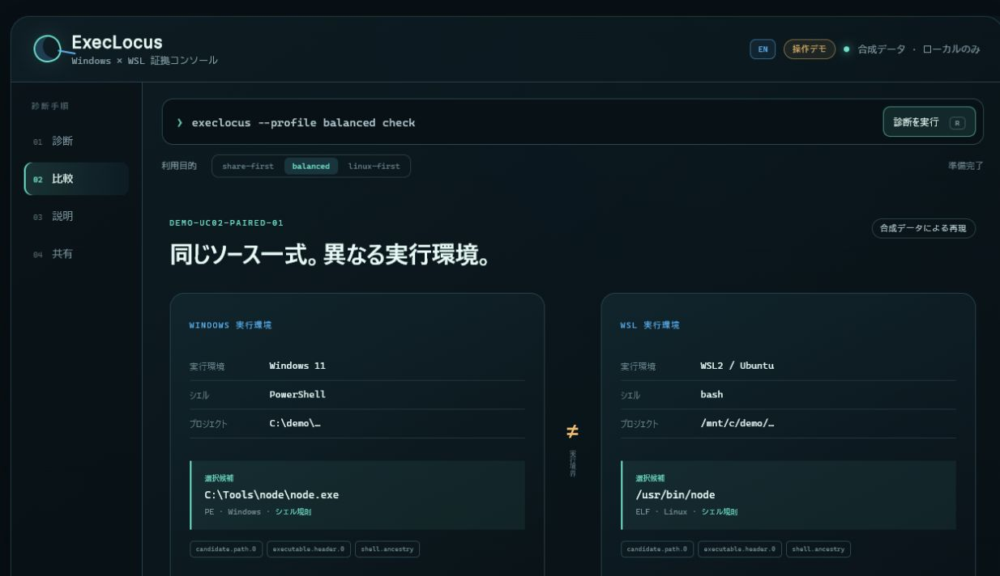 ExecLocus
Windows × WSL 証拠コンソール
EN
操作デモ
合成データ · ローカルのみ
診断手順
01 診断
02 比較
03 説明
04 共有
❯ execlocus --profile balanced check
診断を実行 R
利用目的
share-first
balanced
linux-first
準備完了
DEMO-UC02-PAIRED-01
同じソース一式。異なる実行環境。
合成データによる再現
WINDOWS 実行環境
実行環境 Windows 11
シェル PowerShell
プロジェクト C:\demo\…
選択候補
C:\Tools\node\node.exe
PE · Windows · シェル規則
candidate.path.0
executable.header.0
shell.ancestry
≠
実行境界
WSL 実行環境
実行環境 WSL2 / Ubuntu
シェル bash
プロジェクト /mnt/c/demo/…
選択候補
/usr/bin/node
ELF · Linux · シェル規則
candidate.path.0
executable.header.0
shell.ancestry